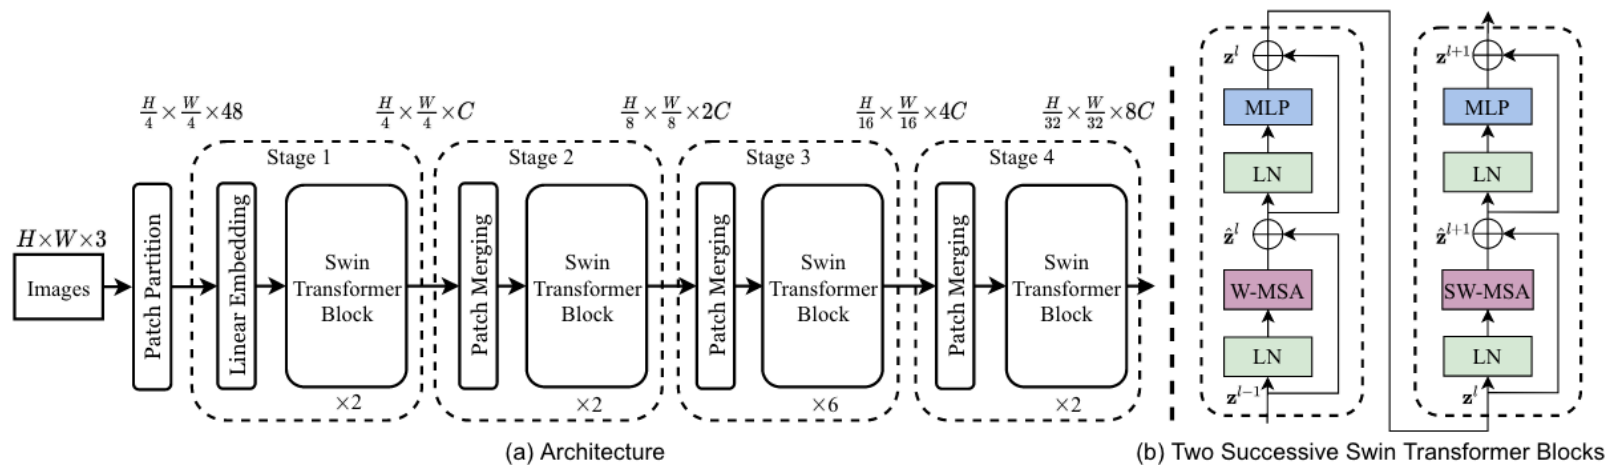 H/4 × W/4 × 48
H/4 × W/4 × C
H/8 × W/8 × 2C
H/16 × W/16 × 4C
H/32 × W/32 × 8C
Stage 1
Stage 2
Stage 3
Stage 4
H×W×3
Images
Patch Partition
Linear Embedding
Swin
Transformer
Block
×2
Patch Merging
Swin
Transformer
Block
×2
Patch Merging
Swin
Transformer
Block
×6
Patch Merging
Swin
Transformer
Block
×2
(a) Architecture
z^l
MLP
LN
ẑ^l
W-MSA
LN
z^{l−1}
z^{l+1}
MLP
LN
ẑ^{l+1}
SW-MSA
LN
z^l
(b) Two Successive Swin Transformer Blocks